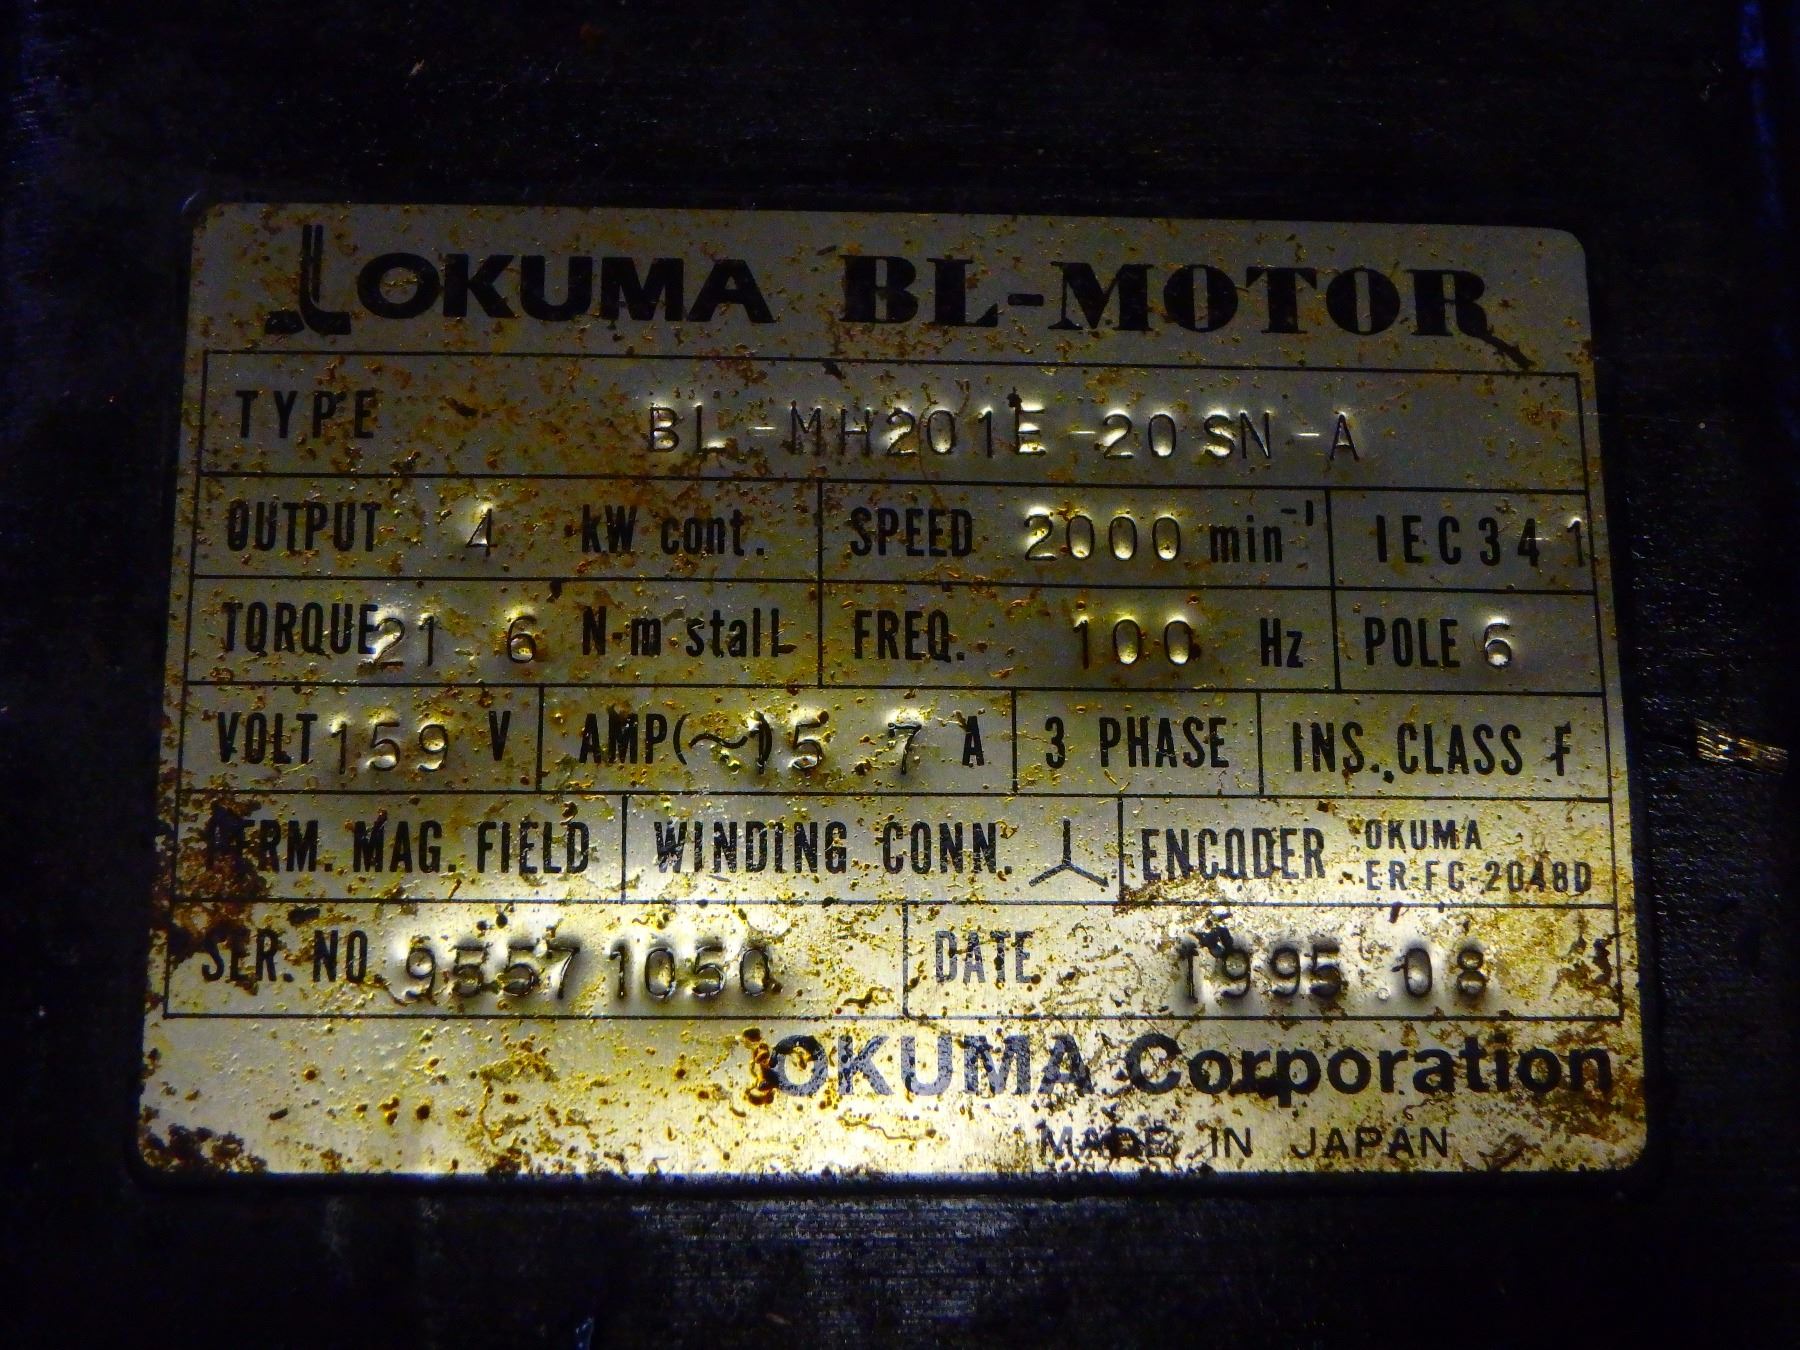 OKUMA BL-MOTOR
TYPE BL-MH201E-20SN-A
OUTPUT 4 kW cont. SPEED 2000 min⁻¹ IEC341
TORQUE 21.6 N·m stall FREQ. 100 Hz POLE 6
VOLT 159 V AMP(~) 15.7 A 3 PHASE INS. CLASS F
PERM. MAG. FIELD WINDING CONN. ENCODER OKUMA
ER-FC-2048D
SER. NO. 95571050 DATE 1995.08
OKUMA Corporation
MADE IN JAPAN